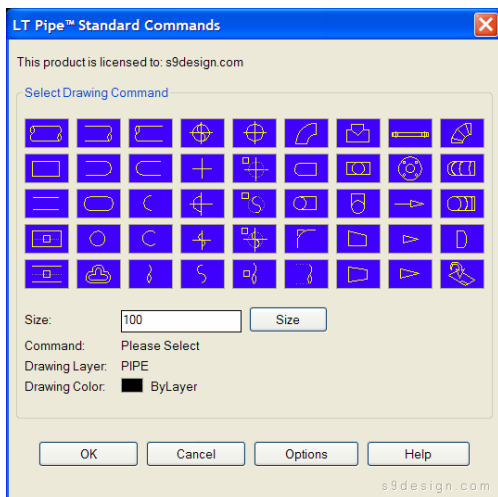 LT Pipe™ Standard Commands
This product is licensed to: s9design.com
Select Drawing Command
Size: 100 Size
Command: Please Select
Drawing Layer: PIPE
Drawing Color: ByLayer
OK Cancel Options Help
s9design.com